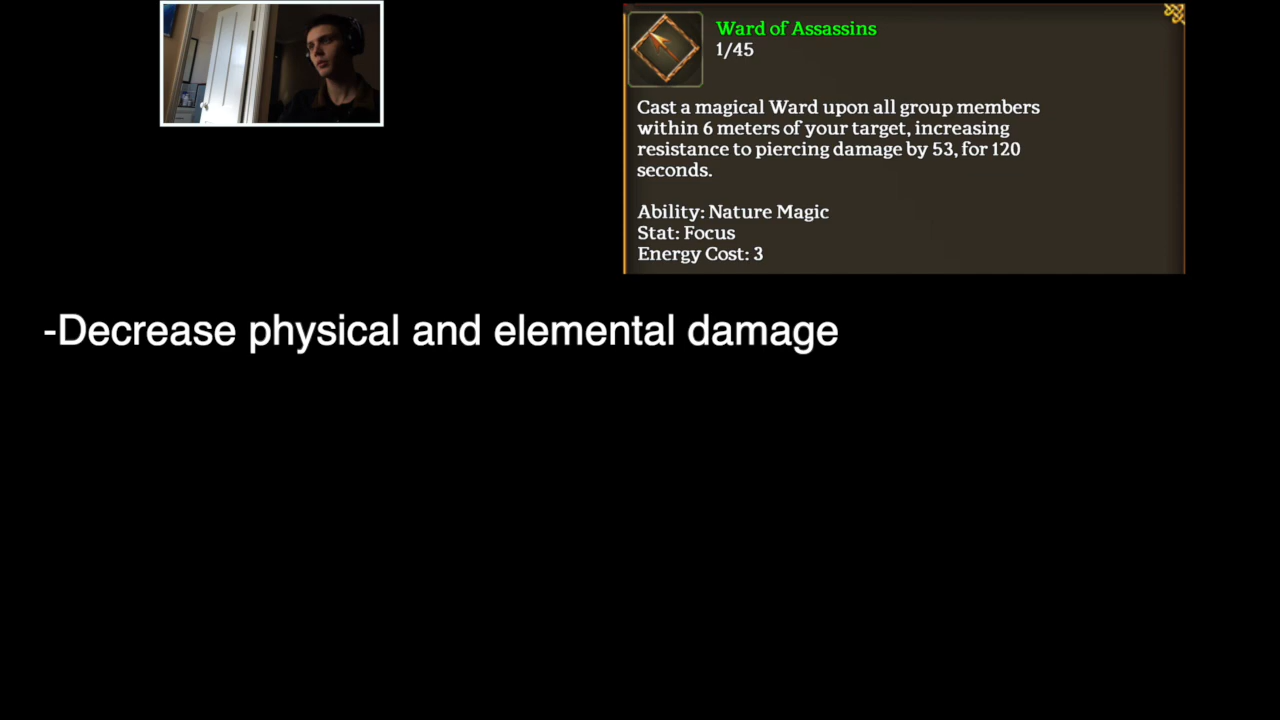 Ward of Assassins
1/45
Cast a magical Ward upon all group members
within 6 meters of your target, increasing
resistance to piercing damage by 53, for 120
seconds.
Ability: Nature Magic
Stat: Focus
Energy Cost: 3
-Decrease physical and elemental damage